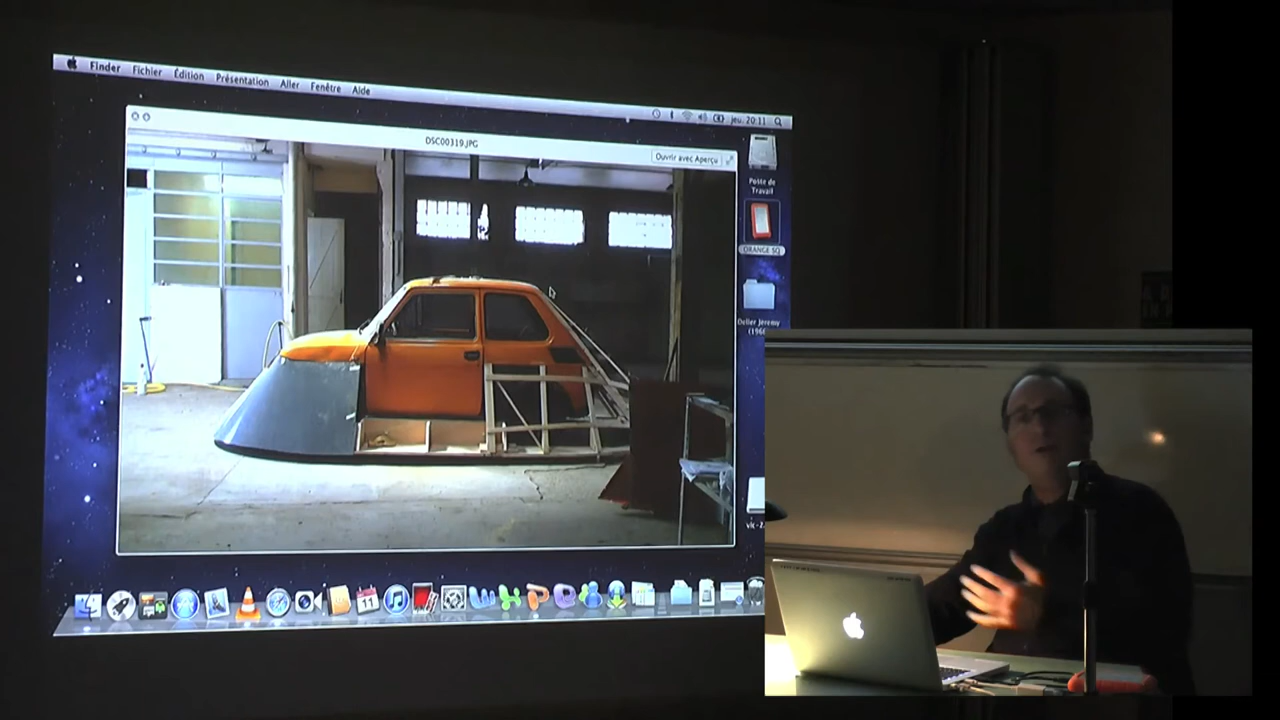 Finder Fichier Édition Présentation Aller Fenêtre Aide
jeu. 20:11
DSC00319.JPG
Ouvrir avec Aperçu
Poste de
Travail
ORANGE SQ
Delier Jeremy